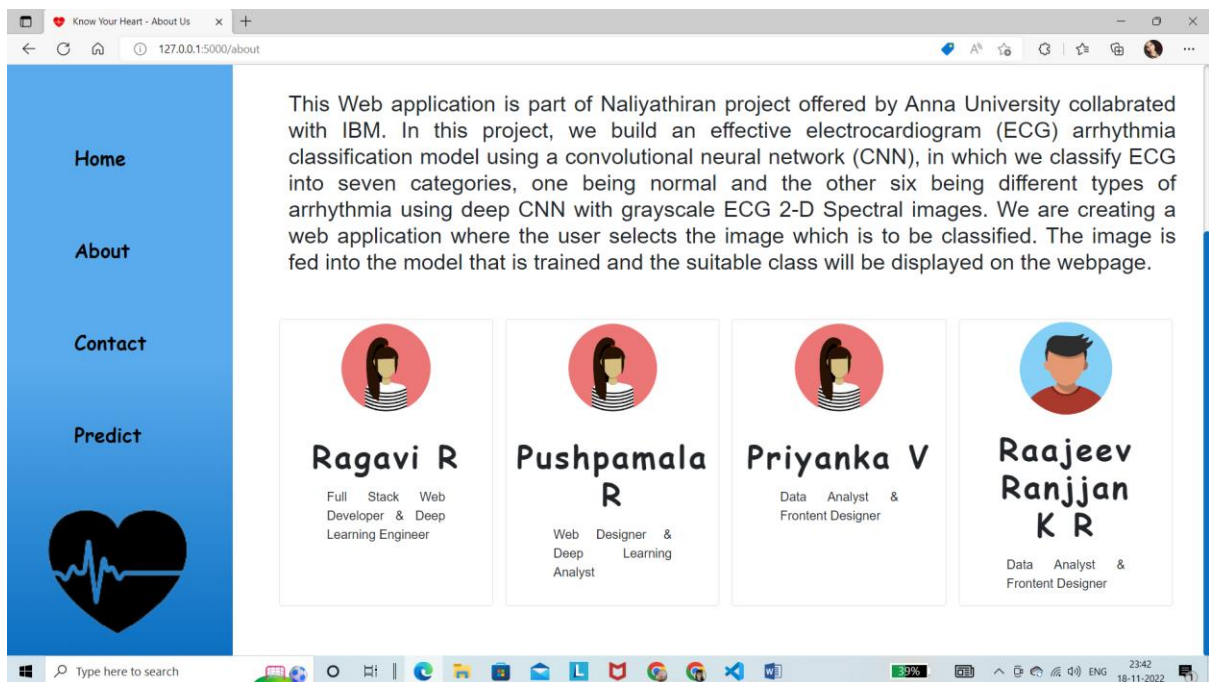 Know Your Heart - About Us
127.0.0.1:5000/about
Home
About
Contact
Predict
This Web application is part of Naliyathiran project offered by Anna University collabrated
with IBM. In this project, we build an effective electrocardiogram (ECG) arrhythmia
classification model using a convolutional neural network (CNN), in which we classify ECG
into seven categories, one being normal and the other six being different types of
arrhythmia using deep CNN with grayscale ECG 2-D Spectral images. We are creating a
web application where the user selects the image which is to be classified. The image is
fed into the model that is trained and the suitable class will be displayed on the webpage.
Ragavi R
Full Stack Web
Developer & Deep
Learning Engineer
Pushpamala
R
Web Designer &
Deep Learning
Analyst
Priyanka V
Data Analyst &
Frontent Designer
Raajeev
Ranjjan
K R
Data Analyst &
Frontent Designer
Type here to search
39%
ENG
23:42
18-11-2022